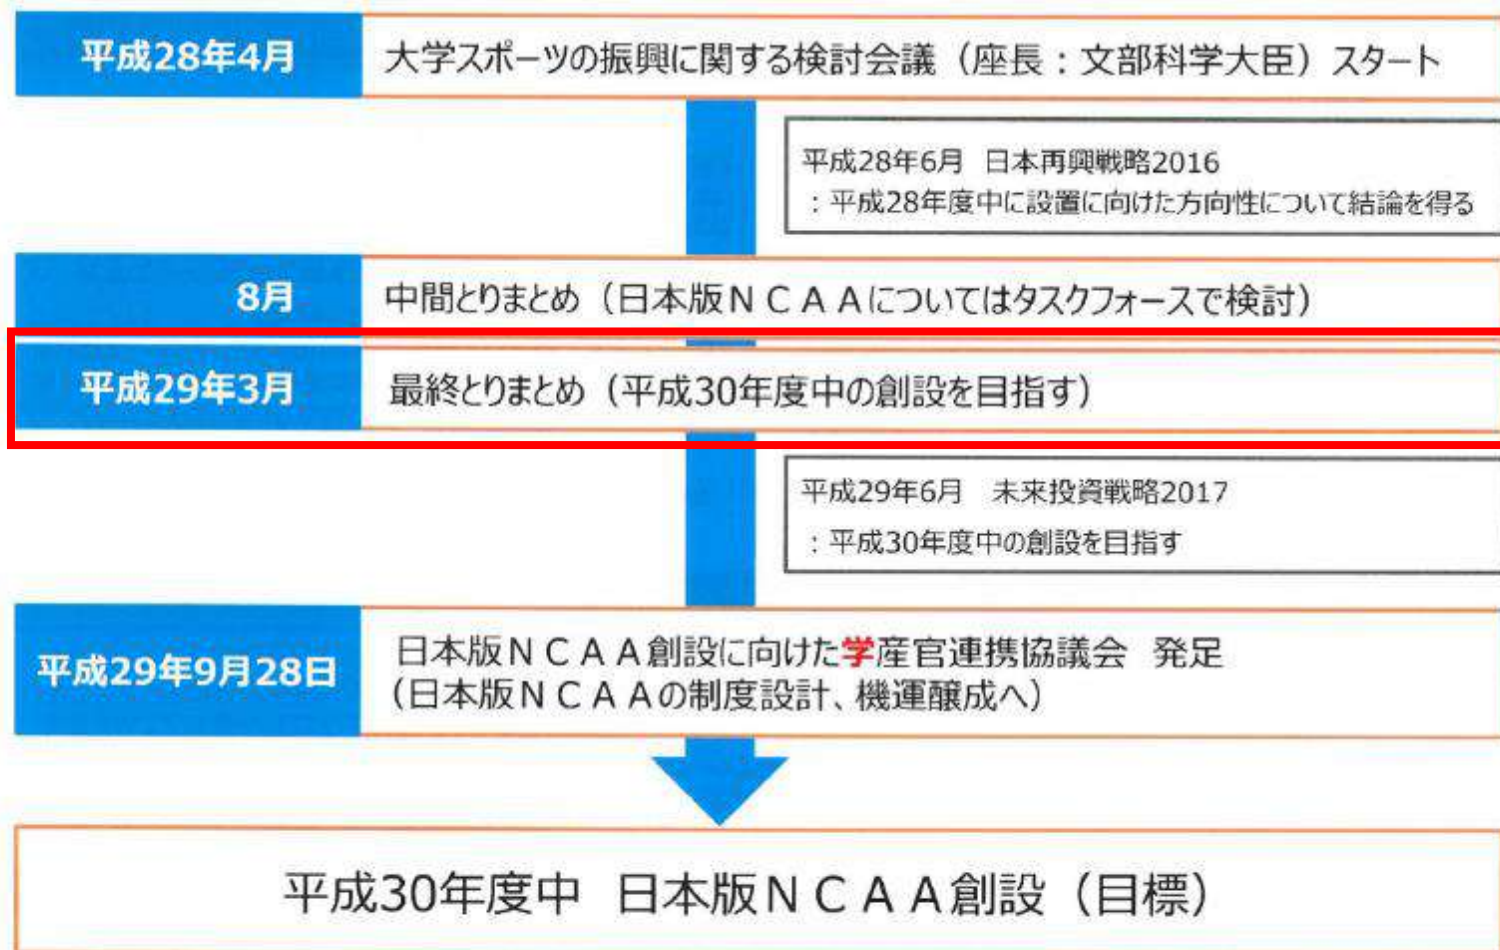 平成28年4月
大学スポーツの振興に関する検討会議（座長：文部科学大臣）スタート
平成28年6月 日本再興戦略2016
：平成28年度中に設置に向けた方向性について結論を得る
8月
中間とりまとめ（日本版ＮＣＡＡについてはタスクフォースで検討）
平成29年3月
最終とりまとめ（平成30年度中の創設を目指す）
平成29年6月　未来投資戦略2017
：平成30年度中の創設を目指す
平成29年9月28日
日本版ＮＣＡＡ創設に向けた学産官連携協議会　発足
（日本版ＮＣＡＡの制度設計、機運醸成へ）
平成30年度中　日本版ＮＣＡＡ創設（目標）